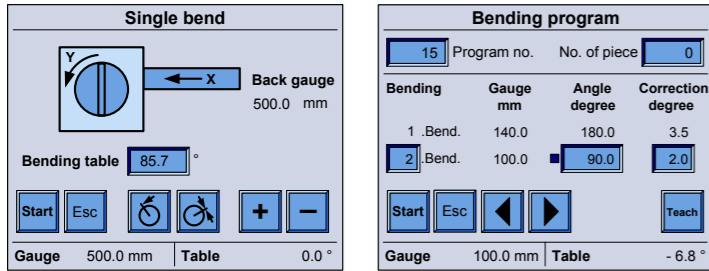 Single bend
Y
X
Back gauge
500.0 mm
Bending table 85.7 °
Start Esc + −
Gauge 500.0 mm Table 0.0 °
Bending program
15 Program no. No. of piece 0
Bending Gauge mm Angle degree Correction degree
1 .Bend. 140.0 180.0 3.5
2 .Bend. 100.0 90.0 2.0
Start Esc Teach
Gauge 100.0 mm Table - 6.8 °